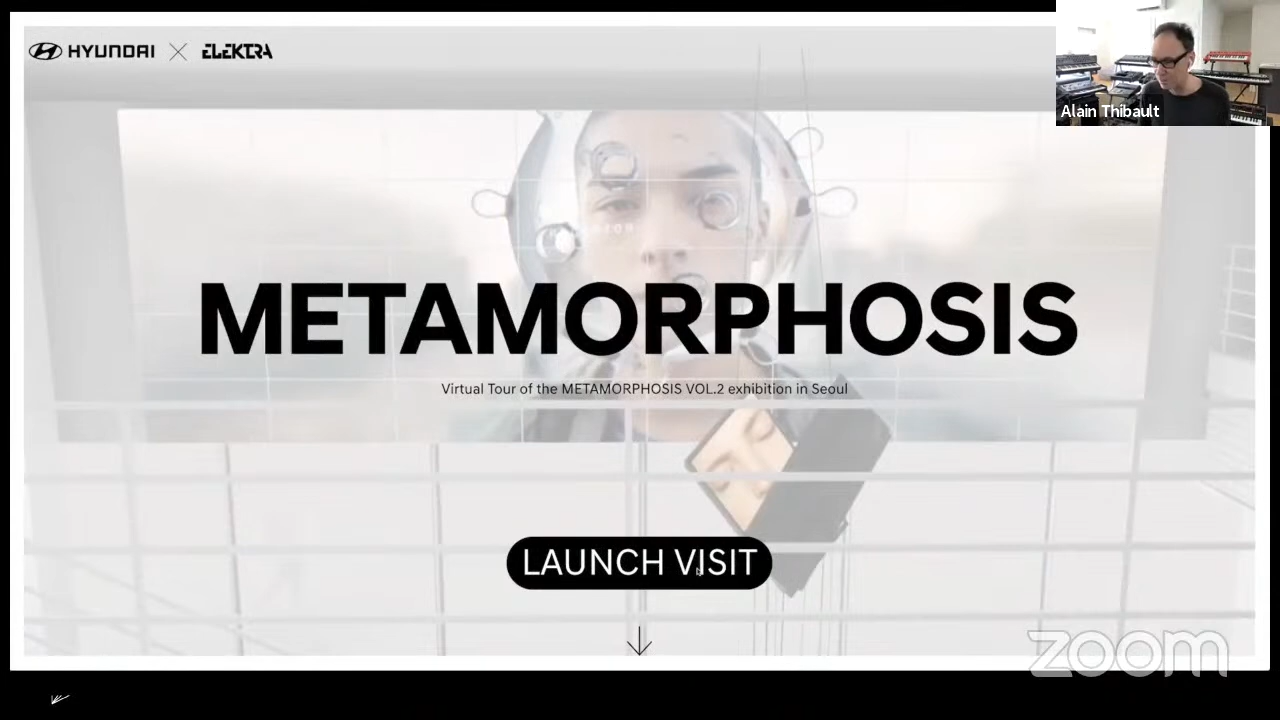 HYUNDAI × ELEKTRA
Alain Thibault
METAMORPHOSIS
Virtual Tour of the METAMORPHOSIS VOL.2 exhibition in Seoul
LAUNCH VISIT
zoom